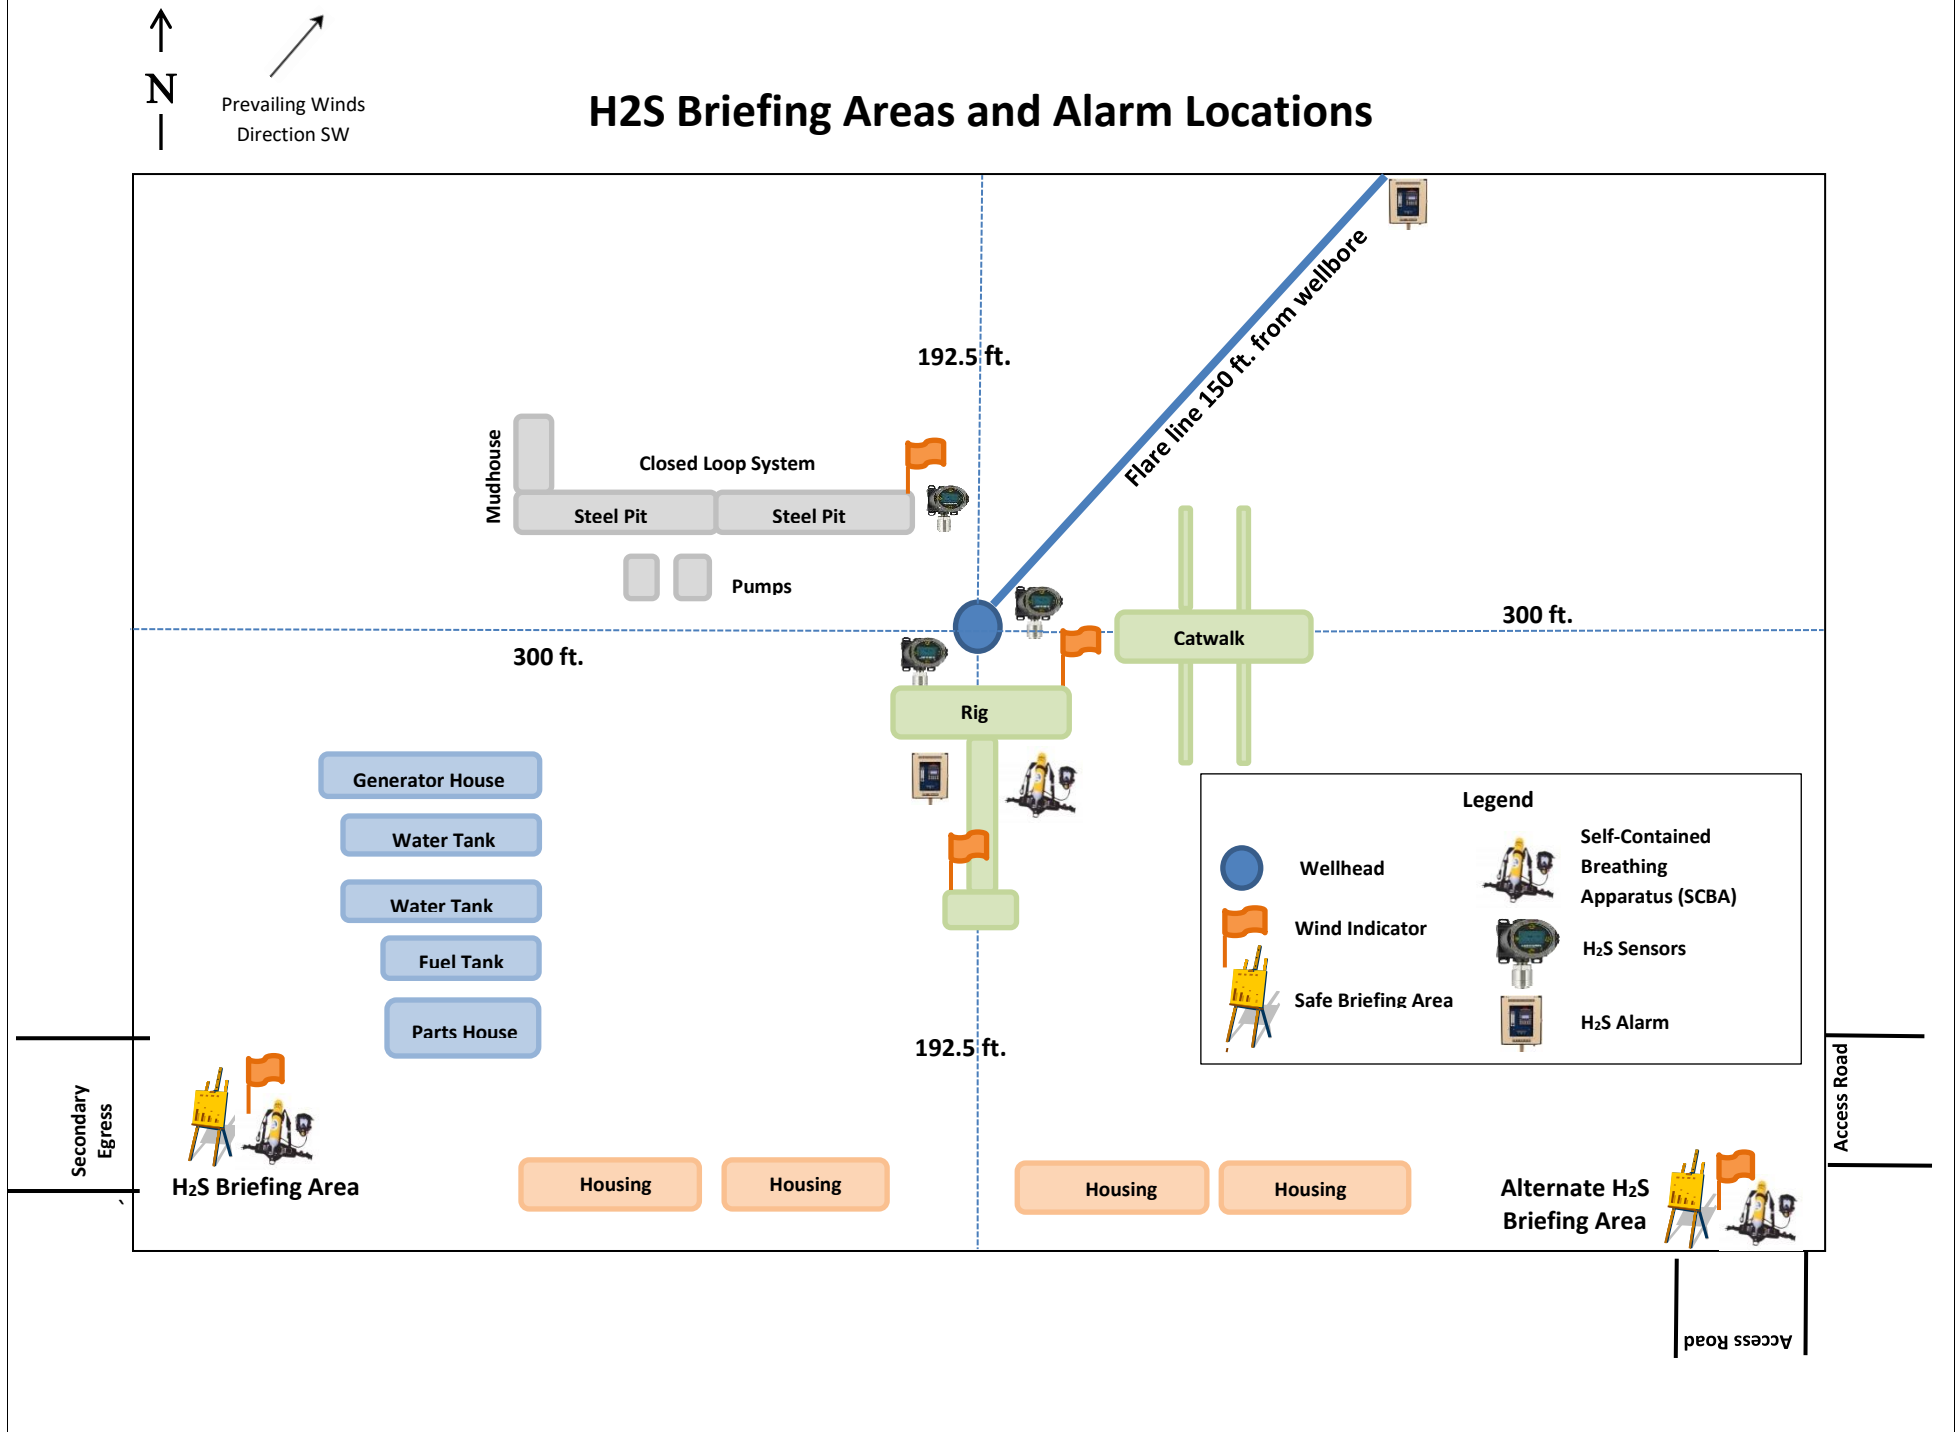 N
Prevailing Winds
Direction SW
H2S Briefing Areas and Alarm Locations
192.5 ft.
Flare line 150 ft. from wellbore
Mudhouse
Closed Loop System
Steel Pit
Steel Pit
Pumps
300 ft.
300 ft.
Catwalk
Rig
Generator House
Water Tank
Water Tank
Fuel Tank
Parts House
192.5 ft.
Legend
Wellhead
Wind Indicator
Safe Briefing Area
Self-Contained
Breathing
Apparatus (SCBA)
H2S Sensors
H2S Alarm
Secondary
Egress
`
H2S Briefing Area
Housing
Housing
Housing
Housing
Alternate H2S
Briefing Area
Access Road
Access Road